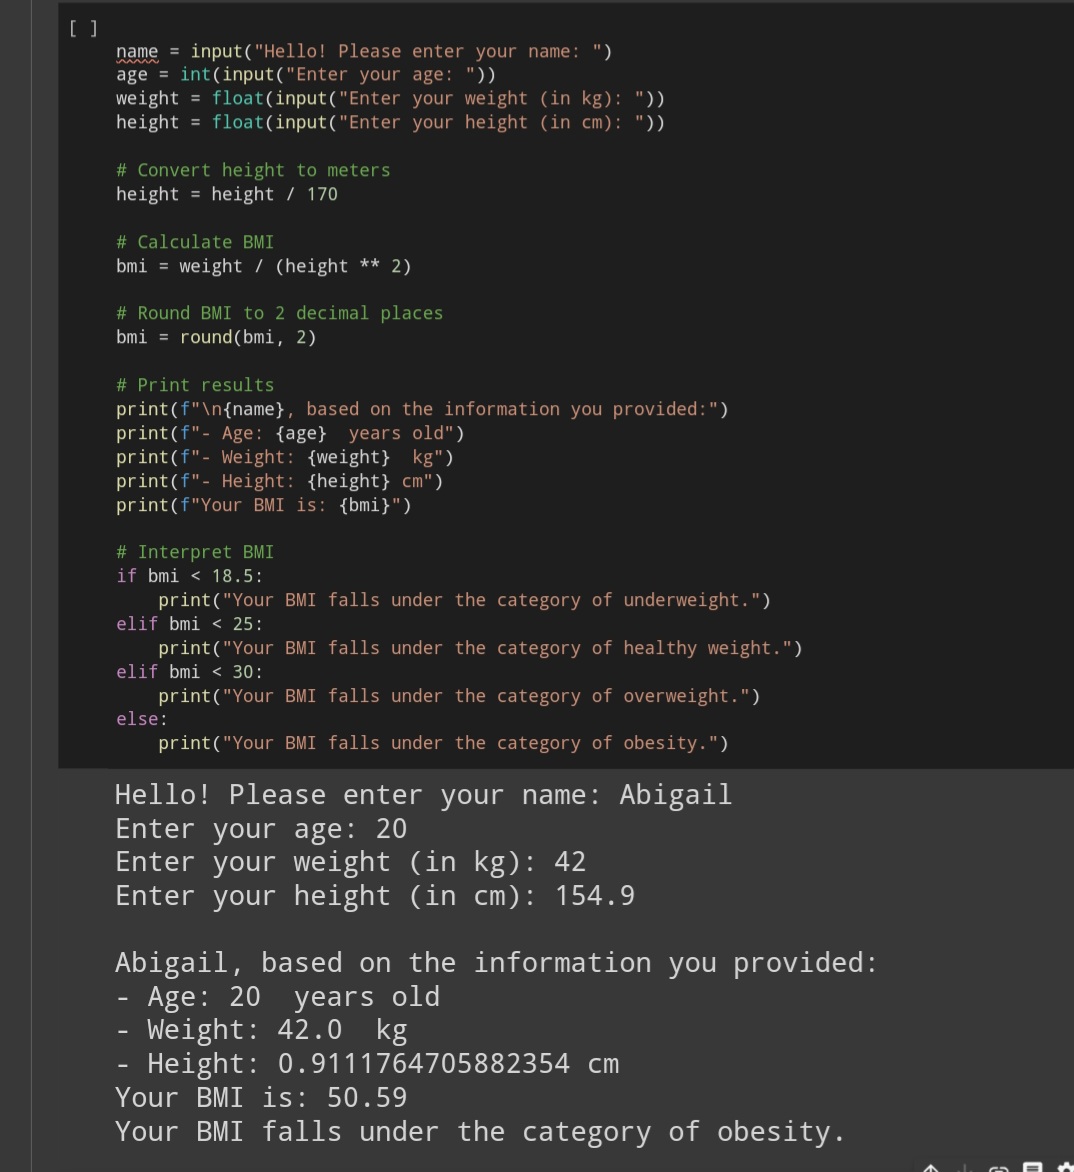 [ ]
name = input("Hello! Please enter your name: ")
age = int(input("Enter your age: "))
weight = float(input("Enter your weight (in kg): "))
height = float(input("Enter your height (in cm): "))

# Convert height to meters
height = height / 170

# Calculate BMI
bmi = weight / (height ** 2)

# Round BMI to 2 decimal places
bmi = round(bmi, 2)

# Print results
print(f"\n{name}, based on the information you provided:")
print(f"- Age: {age}  years old")
print(f"- Weight: {weight}  kg")
print(f"- Height: {height} cm")
print(f"Your BMI is: {bmi}")

# Interpret BMI
if bmi < 18.5:
    print("Your BMI falls under the category of underweight.")
elif bmi < 25:
    print("Your BMI falls under the category of healthy weight.")
elif bmi < 30:
    print("Your BMI falls under the category of overweight.")
else:
    print("Your BMI falls under the category of obesity.")
Hello! Please enter your name: Abigail
Enter your age: 20
Enter your weight (in kg): 42
Enter your height (in cm): 154.9

Abigail, based on the information you provided:
- Age: 20  years old
- Weight: 42.0  kg
- Height: 0.9111764705882354 cm
Your BMI is: 50.59
Your BMI falls under the category of obesity.